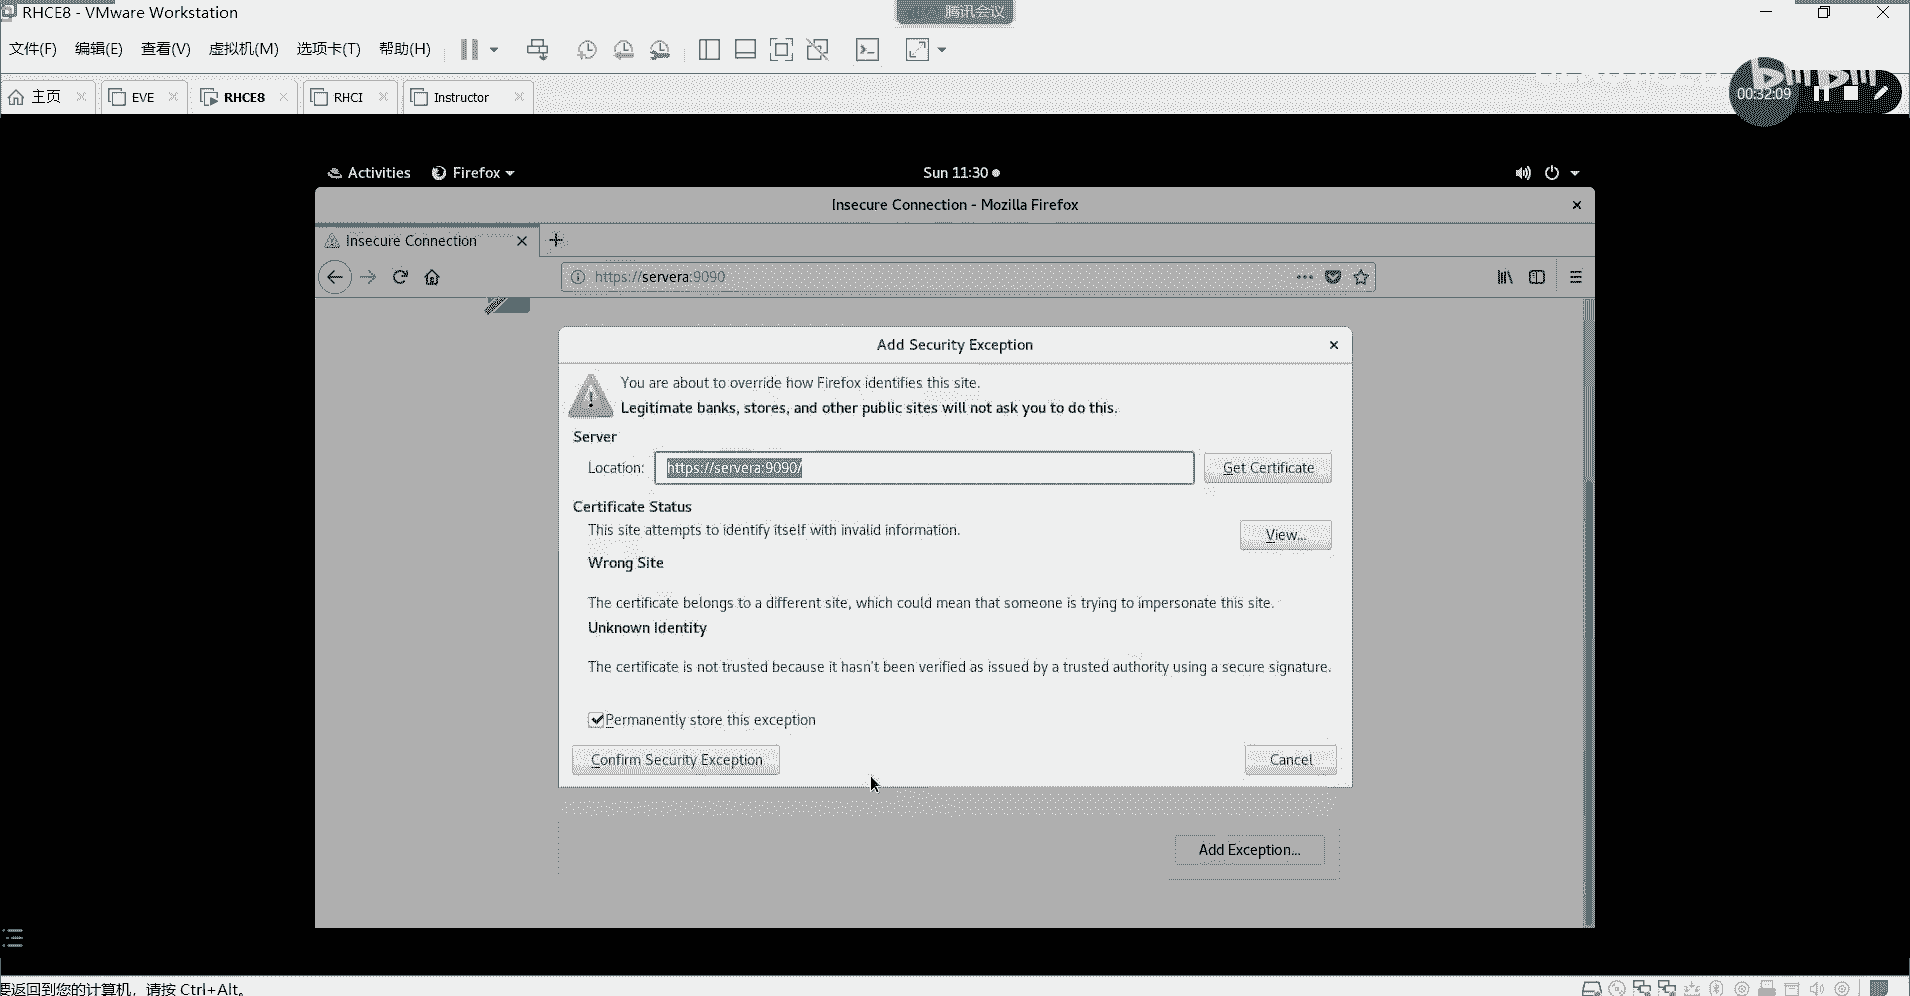 RHCE8 - VMware Workstation
腾讯会议
文件(F) 编辑(E) 查看(V) 虚拟机(M) 选项卡(T) 帮助(H)
主页 EVE RHCE8 RHCI Instructor
bilibili
00:32:09
Activities Firefox Sun 11:30
Insecure Connection - Mozilla Firefox
Insecure Connection
https://servera:9090
Add Security Exception
You are about to override how Firefox identifies this site.
Legitimate banks, stores, and other public sites will not ask you to do this.
Server
Location: https://servera:9090/ Get Certificate
Certificate Status
This site attempts to identify itself with invalid information.
View...
Wrong Site
The certificate belongs to a different site, which could mean that someone is trying to impersonate this site.
Unknown Identity
The certificate is not trusted because it hasn't been verified as issued by a trusted authority using a secure signature.
Permanently store this exception
Confirm Security Exception Cancel
Add Exception...
要返回到您的计算机，请按 Ctrl+Alt。